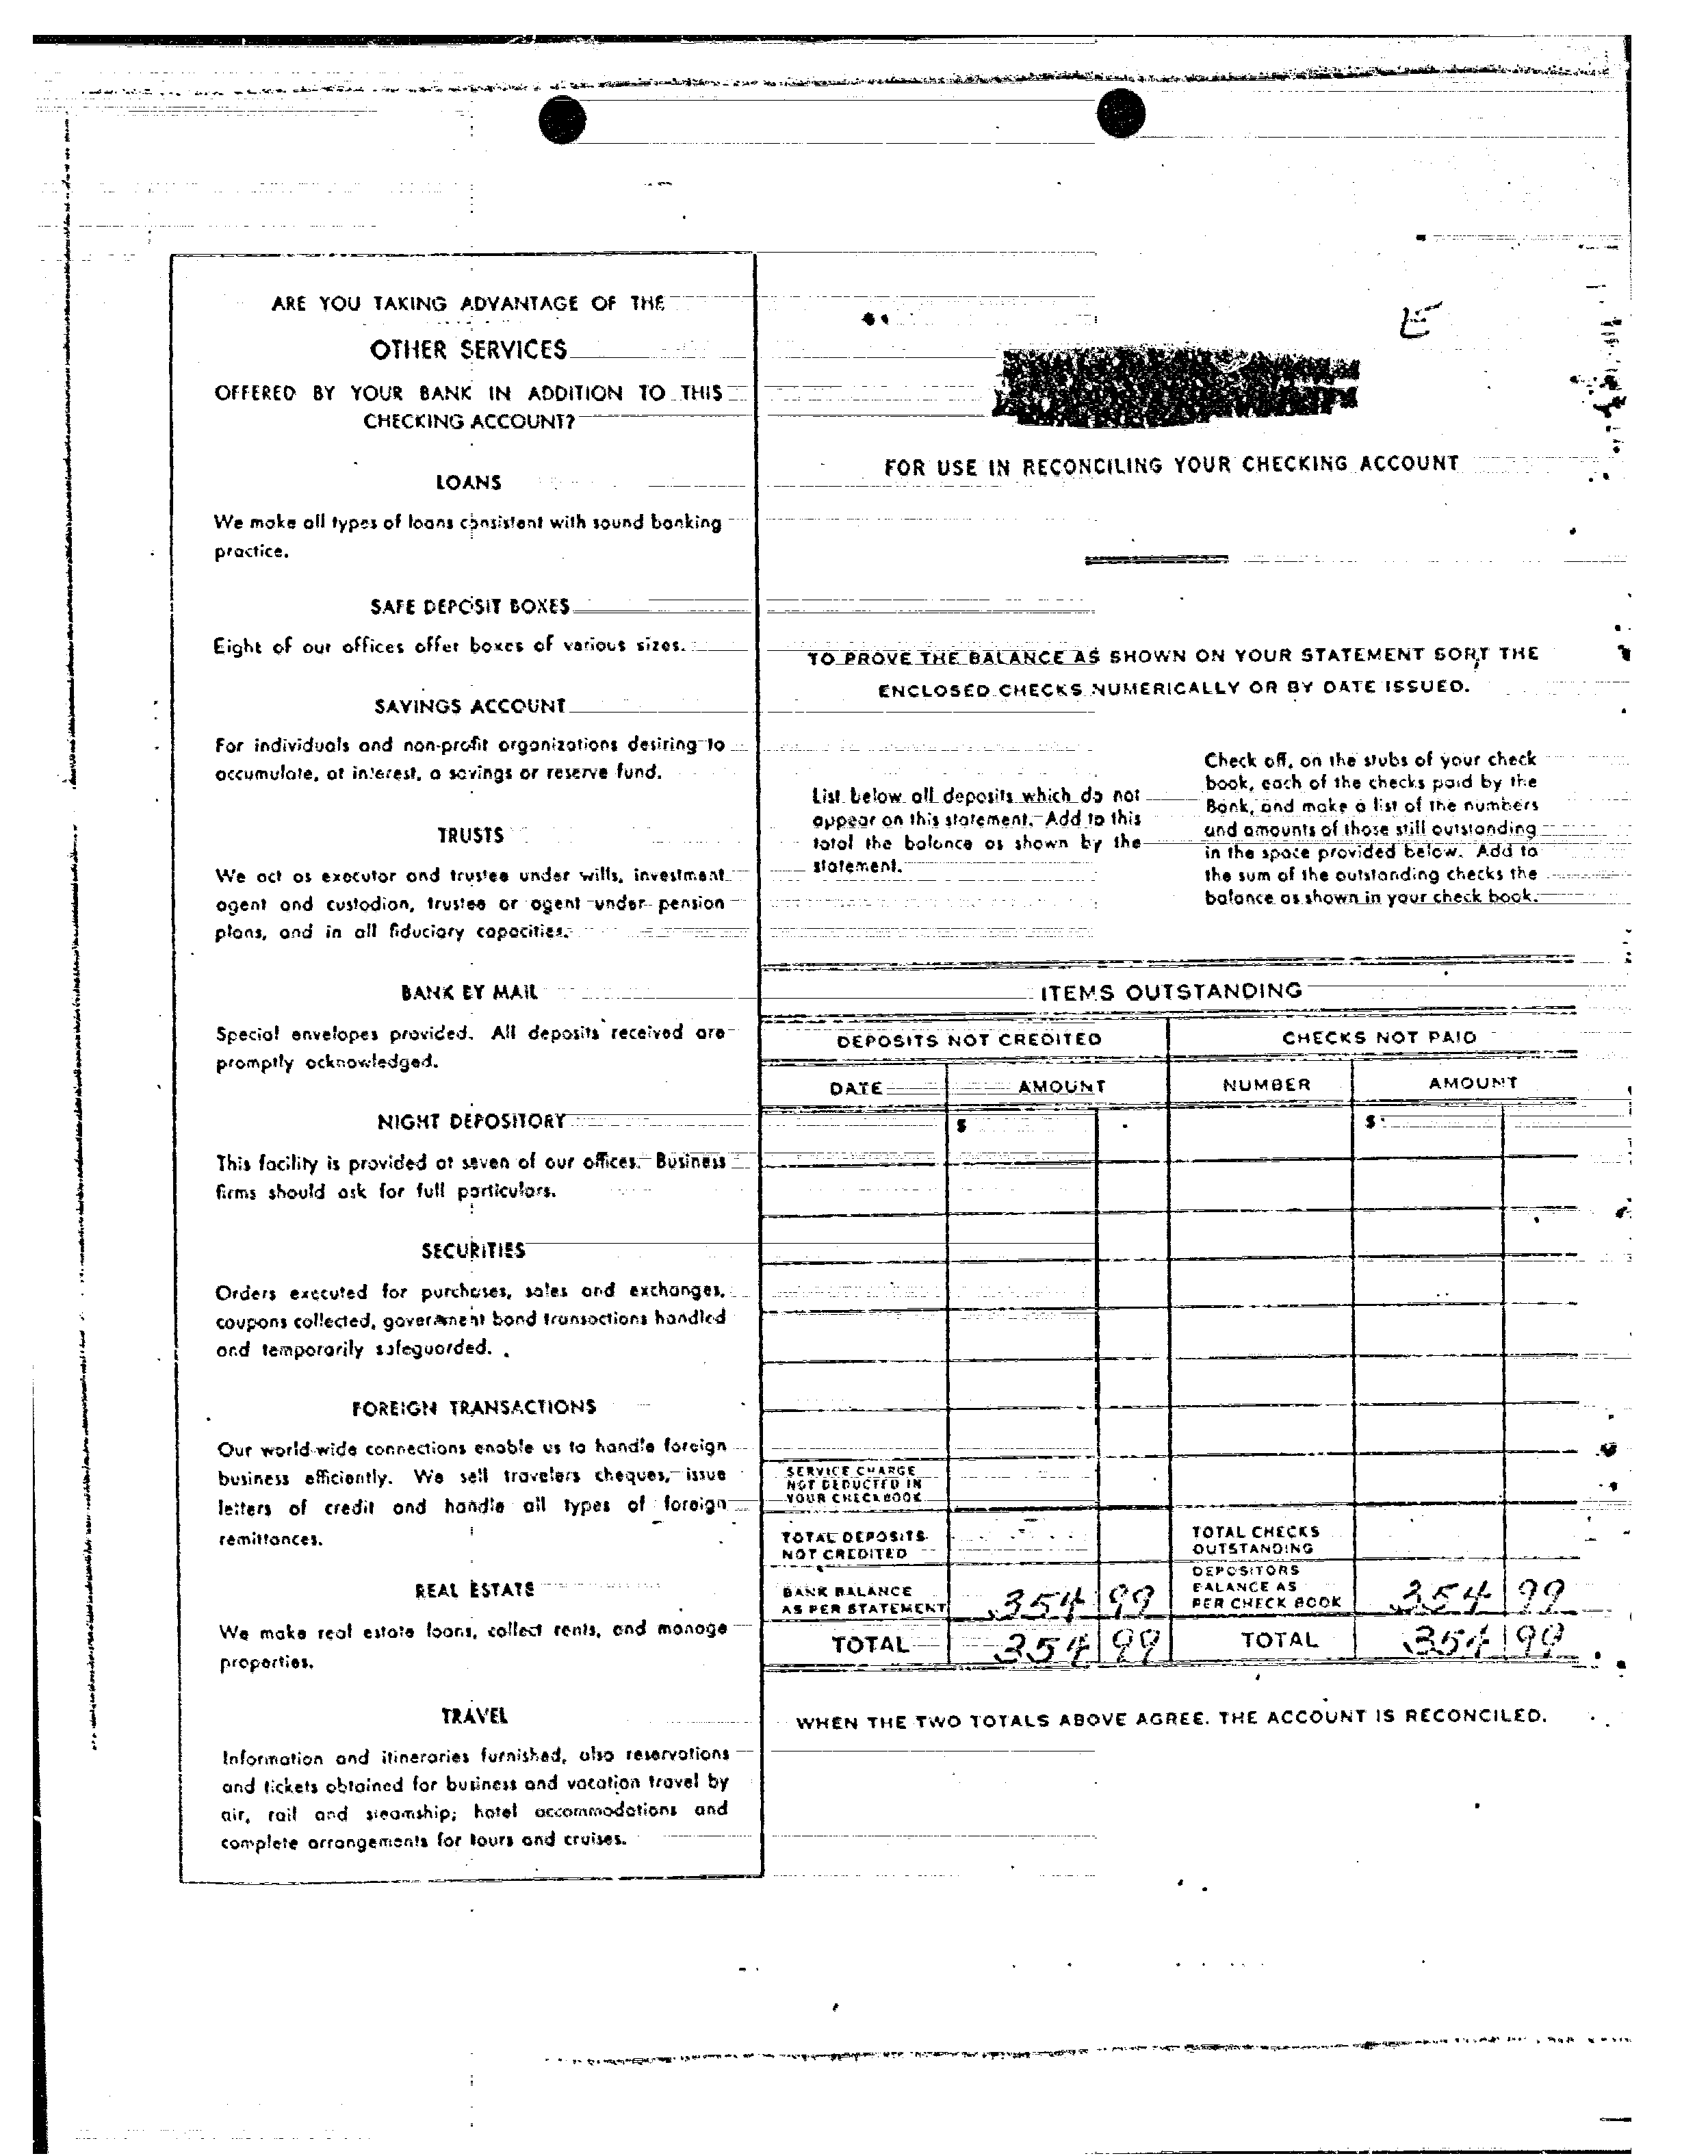 ARE YOU TAKING ADVANTAGE OF THE
OTHER SERVICES
OFFERED BY YOUR BANK IN ADDITION TO THIS
CHECKING ACCOUNT?
LOANS
We make all types of loans consistent with sound banking
practice.
SAFE DEPOSIT BOXES
Eight of our offices offer boxes of various sizes.
SAVINGS ACCOUNT
For individuals and non-profit organizations desiring to
accumulate, at interest, a savings or reserve fund.
TRUSTS
We act as executor and trustee under wills, investment
agent and custodian, trustee or agent under pension
plans, and in all fiduciary capacities.
BANK BY MAIL
Special envelopes provided. All deposits received are
promptly acknowledged.
NIGHT DEPOSITORY
This facility is provided at seven of our offices. Business
firms should ask for full particulars.
SECURITIES
Orders executed for purchases, sales and exchanges,
coupons collected, government bond transactions handled
and temporarily safeguarded.
FOREIGN TRANSACTIONS
Our world-wide connections enable us to handle foreign
business efficiently. We sell travelers cheques, issue
letters of credit and handle all types of foreign
remittances.
REAL ESTATE
We make real estate loans, collect rents, and manage
properties.
TRAVEL
Information and itineraries furnished, also reservations
and tickets obtained for business and vacation travel by
air, rail and steamship; hotel accommodations and
complete arrangements for tours and cruises.
E
FOR USE IN RECONCILING YOUR CHECKING ACCOUNT
TO PROVE THE BALANCE AS SHOWN ON YOUR STATEMENT SORT THE
ENCLOSED CHECKS NUMERICALLY OR BY DATE ISSUED.
List below all deposits which do not
appear on this statement. Add to this
total the balance as shown by the
statement.
Check off, on the stubs of your check
book, each of the checks paid by the
Bank, and make a list of the numbers
and amounts of those still outstanding
in the space provided below. Add to
the sum of the outstanding checks the
balance as shown in your check book.
ITEMS OUTSTANDING
DEPOSITS NOT CREDITED CHECKS NOT PAID
DATE AMOUNT NUMBER AMOUNT
$ $
SERVICE CHARGE
NOT DEDUCTED IN
YOUR CHECKBOOK
TOTAL DEPOSITS
NOT CREDITED
TOTAL CHECKS
OUTSTANDING
BANK BALANCE
AS PER STATEMENT 354 99
DEPOSITORS
BALANCE AS
PER CHECK BOOK 354 99
TOTAL 354 99 TOTAL 354 99
WHEN THE TWO TOTALS ABOVE AGREE. THE ACCOUNT IS RECONCILED.